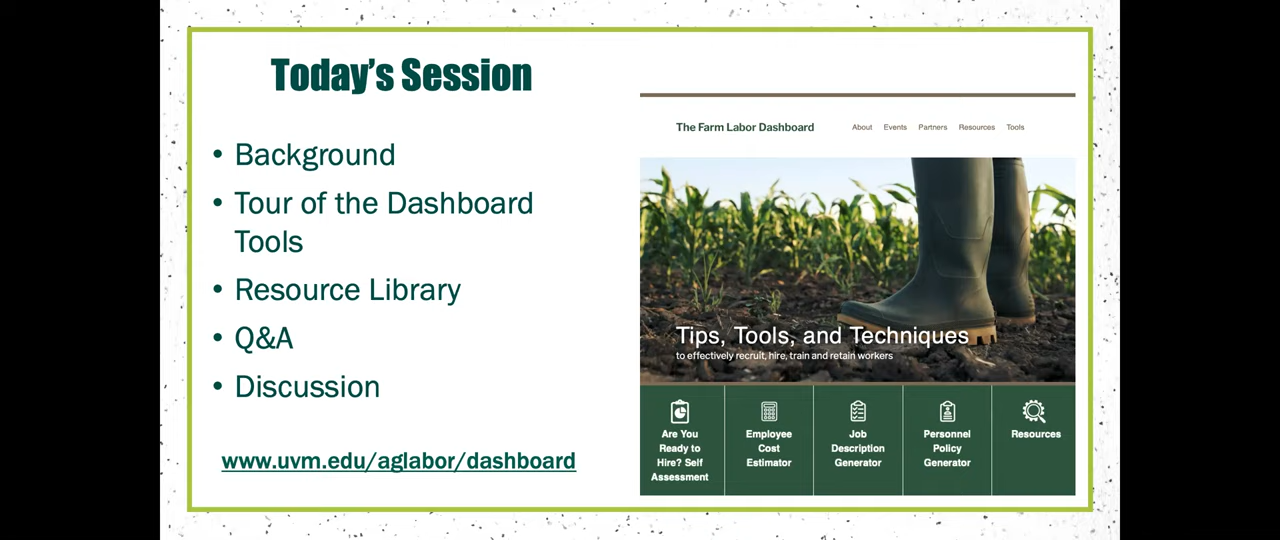 Today's Session
• Background
• Tour of the Dashboard
Tools
• Resource Library
• Q&A
• Discussion
www.uvm.edu/aglabor/dashboard
The Farm Labor Dashboard
About Events Partners Resources Tools
Tips, Tools, and Techniques
to effectively recruit, hire, train and retain workers
Are You
Ready to
Hire? Self
Assessment
Employee
Cost
Estimator
Job
Description
Generator
Personnel
Policy
Generator
Resources